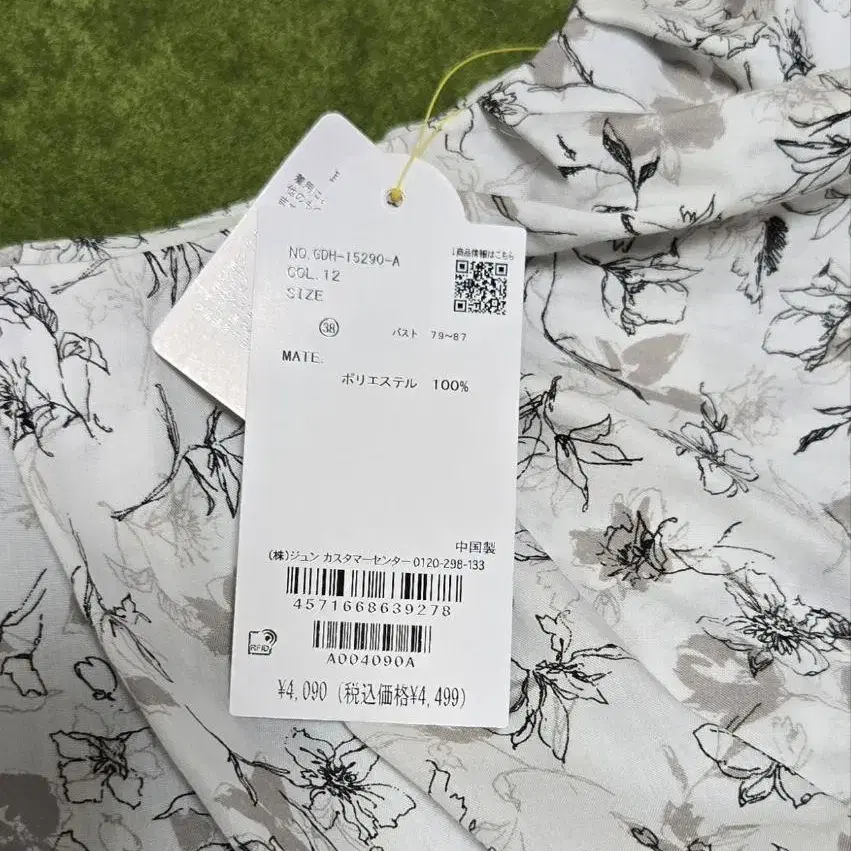 NO.GDH-15290-A
↓商品情報はこちら
COL.12
SIZE
38 バスト 79~87
MATE.
ポリエステル 100%
中国製
(株)ジュン カスタマーセンター0120-298-133
4571668639278
RFID
A004090A
¥4,090 (税込価格¥4,499)